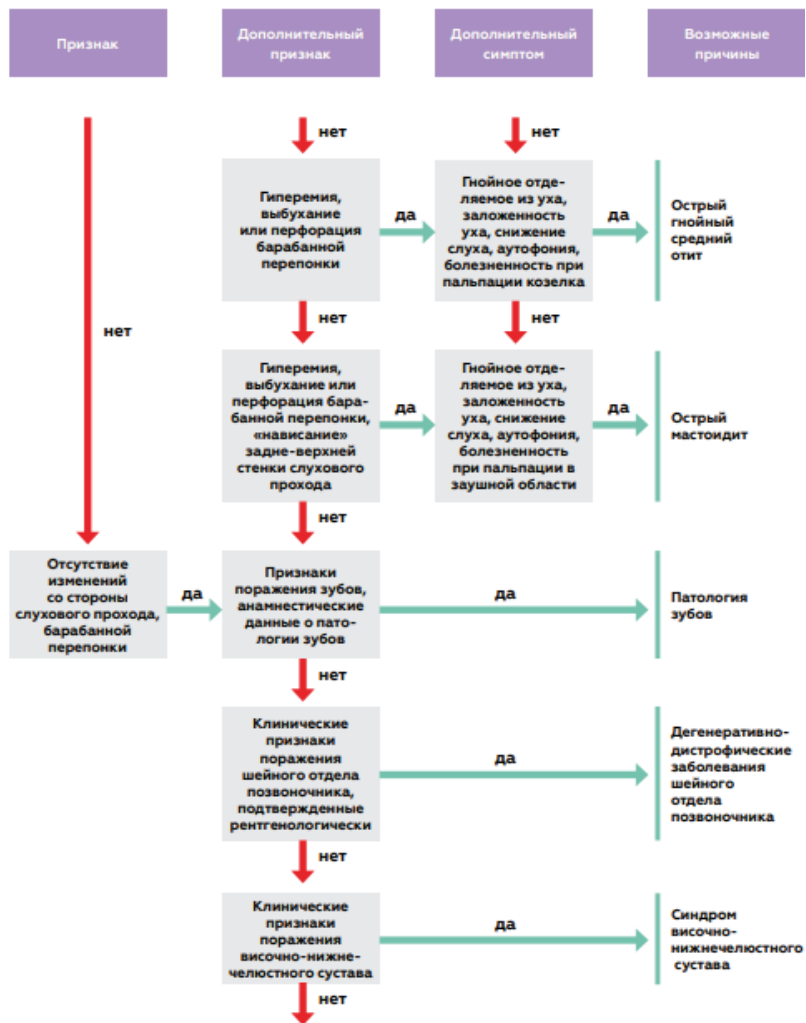 Признак
Дополнительный
признак
Дополнительный
симптом
Возможные
причины
нет
нет
Гиперемия,
выбухание
или перфорация
барабанной
перепонки
да
Гнойное отде-
ляемое из уха,
заложенность
уха, снижение
слуха, аутофония,
болезненность при
пальпации козелка
да
Острый
гнойный
средний
отит
нет
нет
нет
Гиперемия,
выбухание или
перфорация бара-
банной перепонки,
«нависание»
задне-верхней
стенки слухового
прохода
да
Гнойное отде-
ляемое из уха,
заложенность
уха, снижение
слуха, аутофония,
болезненность
при пальпации в
заушной области
да
Острый
мастоидит
нет
Отсутствие
изменений
со стороны
слухового прохода,
барабанной
перепонки
да
Признаки
поражения зубов,
анамнестические
данные о пато-
логии зубов
да
Патология
зубов
нет
Клинические
признаки
поражения
шейного отдела
позвоночника,
подтвержденные
рентгенологически
да
Дегенеративно-
дистрофические
заболевания
шейного
отдела
позвоночника
нет
Клинические
признаки
поражения
височно-нижне-
челюстного сустава
да
Синдром
височно-
нижнечелюстного
сустава
нет